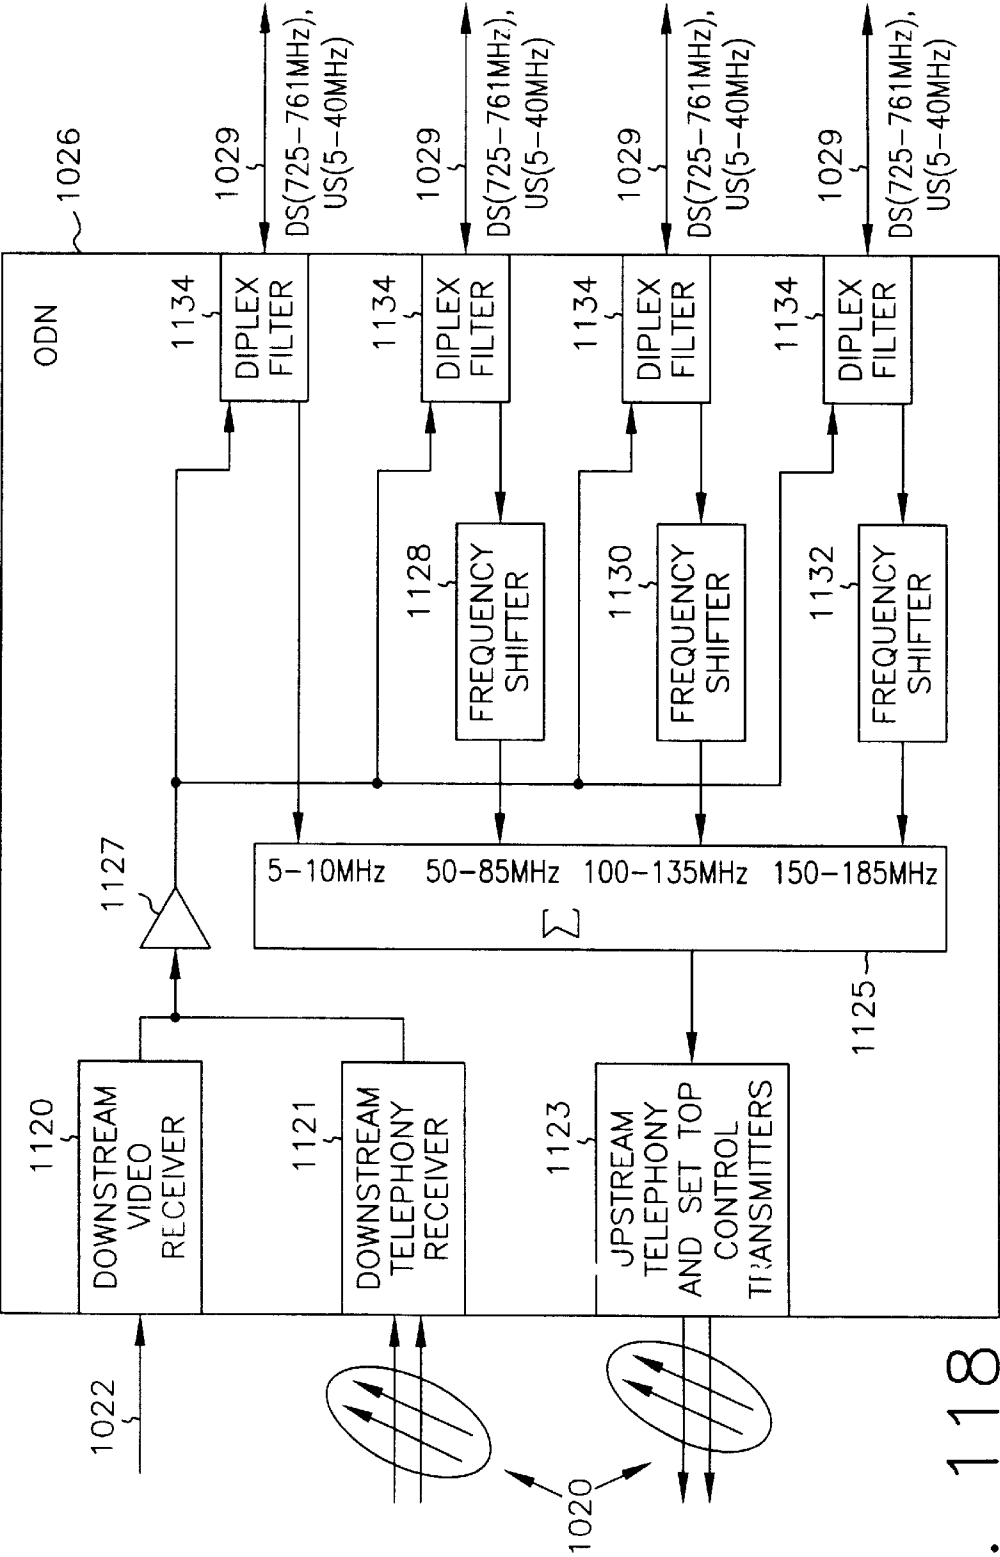 1026
ODN
1022
1120
DOWNSTREAM
VIDEO
RECEIVER
1127
1134
DIPLEX
FILTER
1029
DS(725-761MHz),
US(5-40MHz)
1020
1121
DOWNSTREAM
TELEPHONY
RECEIVER
5-10MHz
50-85MHz
100-135MHz
150-185MHz
Σ
1125
1128
FREQUENCY
SHIFTER
1134
DIPLEX
FILTER
1029
DS(725-761MHz),
US(5-40MHz)
1130
FREQUENCY
SHIFTER
1134
DIPLEX
FILTER
1029
DS(725-761MHz),
US(5-40MHz)
1123
UPSTREAM
TELEPHONY
AND SET TOP
CONTROL
TRANSMITTERS
1132
FREQUENCY
SHIFTER
1134
DIPLEX
FILTER
1029
DS(725-761MHz),
US(5-40MHz)
. 118